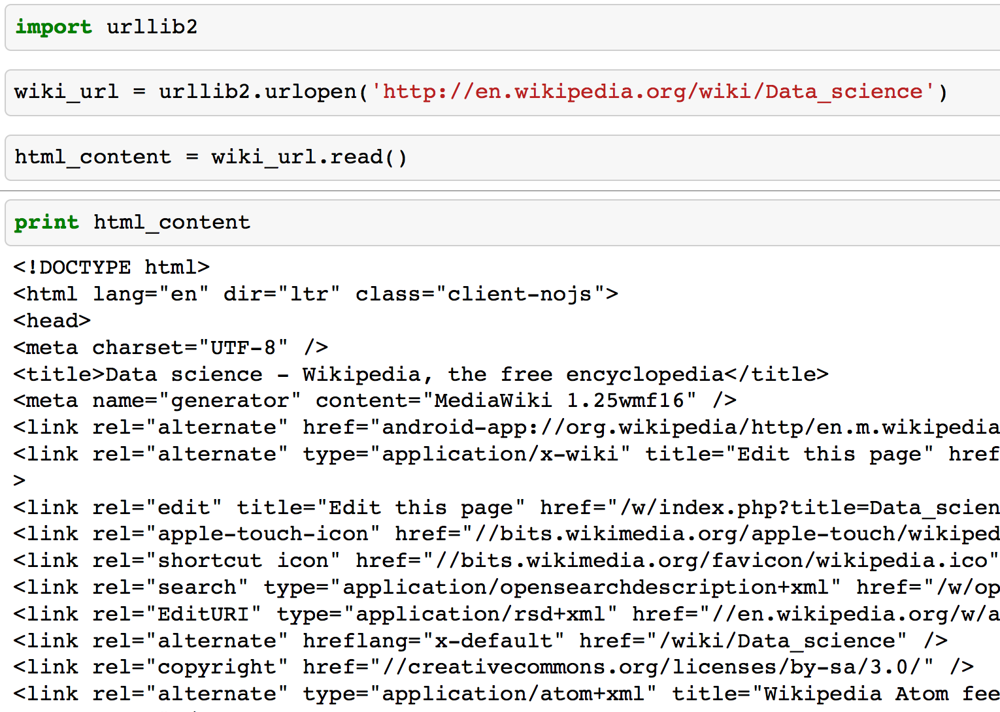 import urllib2
wiki_url = urllib2.urlopen('http://en.wikipedia.org/wiki/Data_science')
html_content = wiki_url.read()
print html_content
<!DOCTYPE html>
<html lang="en" dir="ltr" class="client-nojs">
<head>
<meta charset="UTF-8" />
<title>Data science - Wikipedia, the free encyclopedia</title>
<meta name="generator" content="MediaWiki 1.25wmf16" />
<link rel="alternate" href="android-app://org.wikipedia/http/en.m.wikipedia
<link rel="alternate" type="application/x-wiki" title="Edit this page" href
>
<link rel="edit" title="Edit this page" href="/w/index.php?title=Data_scien
<link rel="apple-touch-icon" href="//bits.wikimedia.org/apple-touch/wikiped
<link rel="shortcut icon" href="//bits.wikimedia.org/favicon/wikipedia.ico"
<link rel="search" type="application/opensearchdescription+xml" href="/w/op
<link rel="EditURI" type="application/rsd+xml" href="//en.wikipedia.org/w/a
<link rel="alternate" hreflang="x-default" href="/wiki/Data_science" />
<link rel="copyright" href="//creativecommons.org/licenses/by-sa/3.0/" />
<link rel="alternate" type="application/atom+xml" title="Wikipedia Atom fee